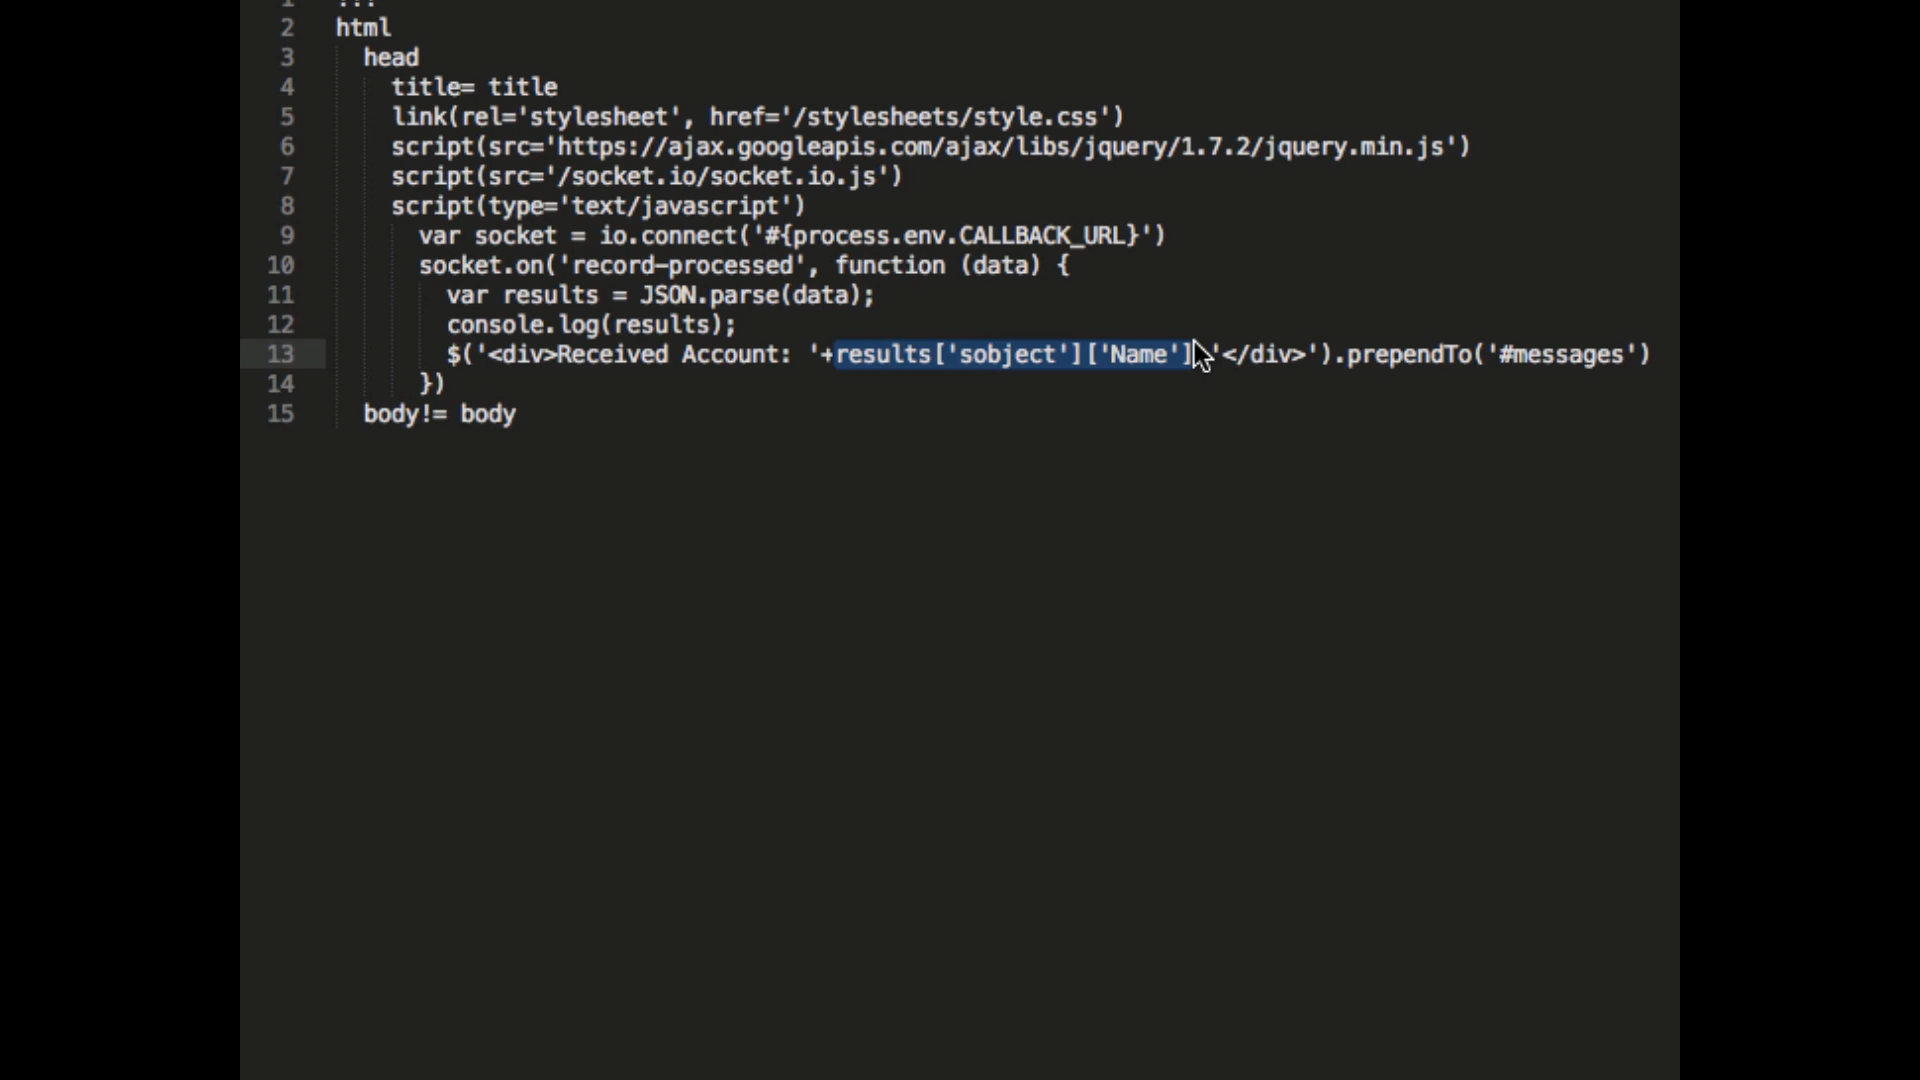 1
2 html
3 head
4 title= title
5 link(rel='stylesheet', href='/stylesheets/style.css')
6 script(src='https://ajax.googleapis.com/ajax/libs/jquery/1.7.2/jquery.min.js')
7 script(src='/socket.io/socket.io.js')
8 script(type='text/javascript')
9 var socket = io.connect('#{process.env.CALLBACK_URL}')
10 socket.on('record-processed', function (data) {
11 var results = JSON.parse(data);
12 console.log(results);
13 $('<div>Received Account: '+results['sobject']['Name'] '</div>').prependTo('#messages')
14 })
15 body!= body